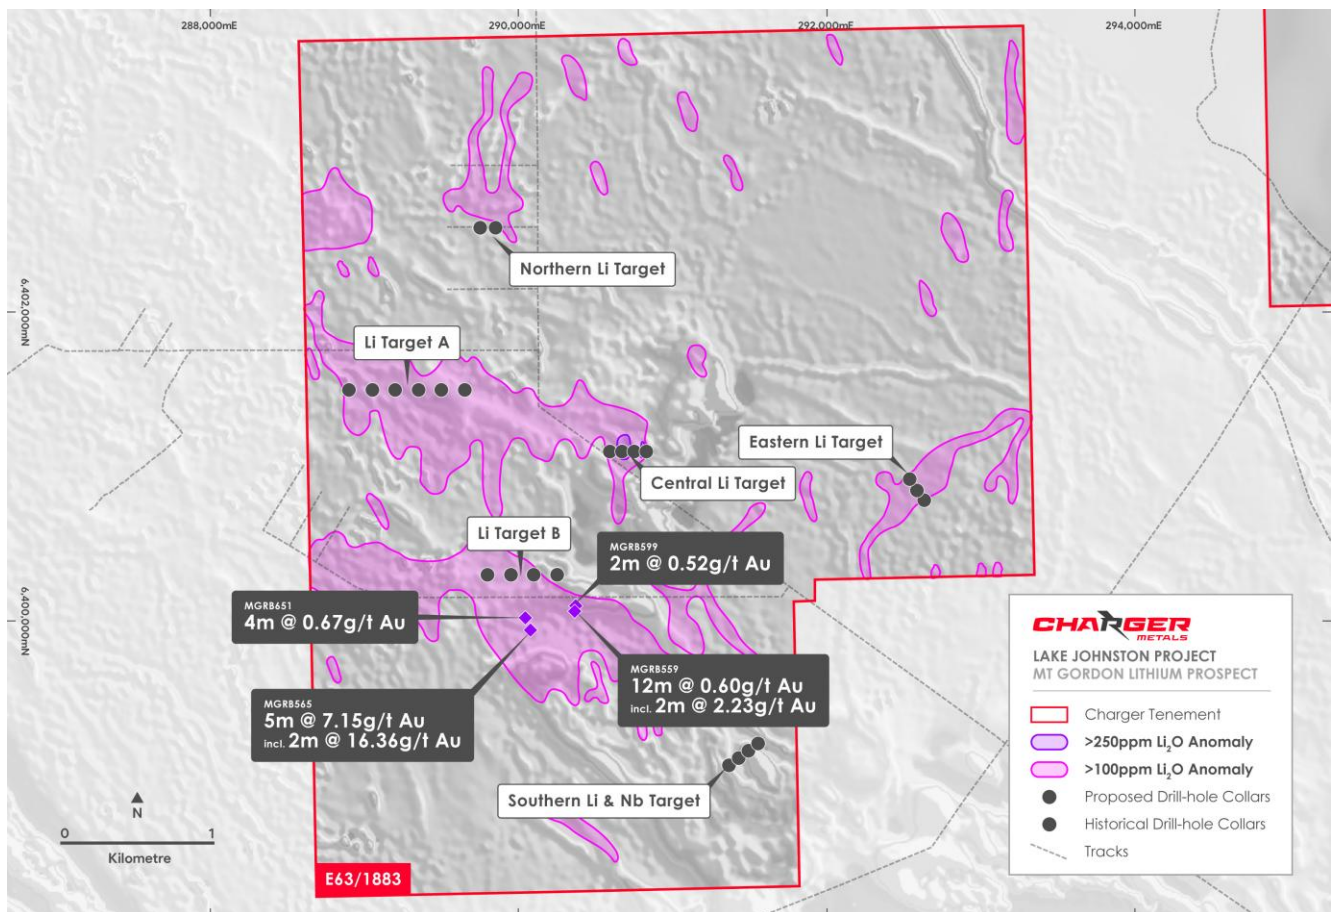 288,000mE
290,000mE
292,000mE
294,000mE
6,402,000mN
6,400,000mN
Northern Li Target
Li Target A
Eastern Li Target
Central Li Target
Li Target B
MGRB599
2m @ 0.52g/t Au
MGRB651
4m @ 0.67g/t Au
MGRB559
12m @ 0.60g/t Au
incl. 2m @ 2.23g/t Au
MGRB565
5m @ 7.15g/t Au
incl. 2m @ 16.36g/t Au
Southern Li & Nb Target
N
0 1
Kilometre
E63/1883
CHARGER
METALS
LAKE JOHNSTON PROJECT
MT GORDON LITHIUM PROSPECT
Charger Tenement
>250ppm Li₂O Anomaly
>100ppm Li₂O Anomaly
Proposed Drill-hole Collars
Historical Drill-hole Collars
Tracks